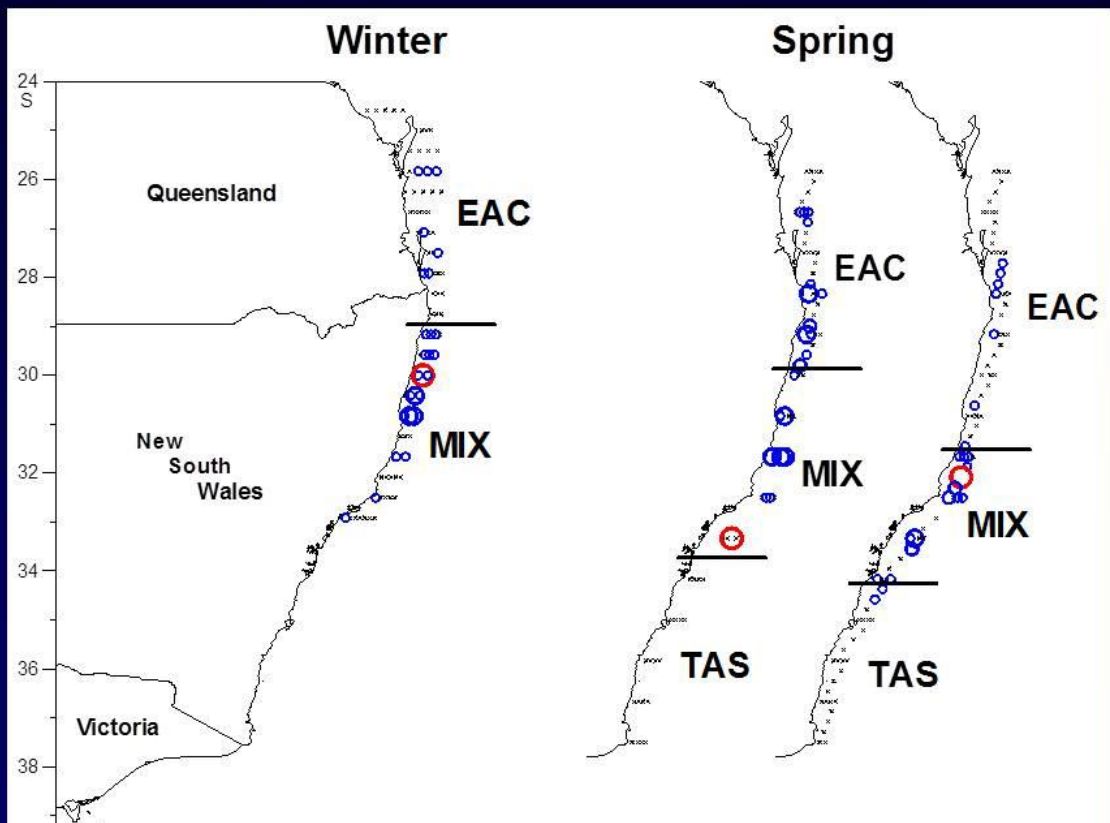 Winter
Spring
24
S
26
28
30
32
34
36
38
Queensland
New
South
Wales
Victoria
EAC
MIX
EAC
MIX
TAS
EAC
MIX
TAS